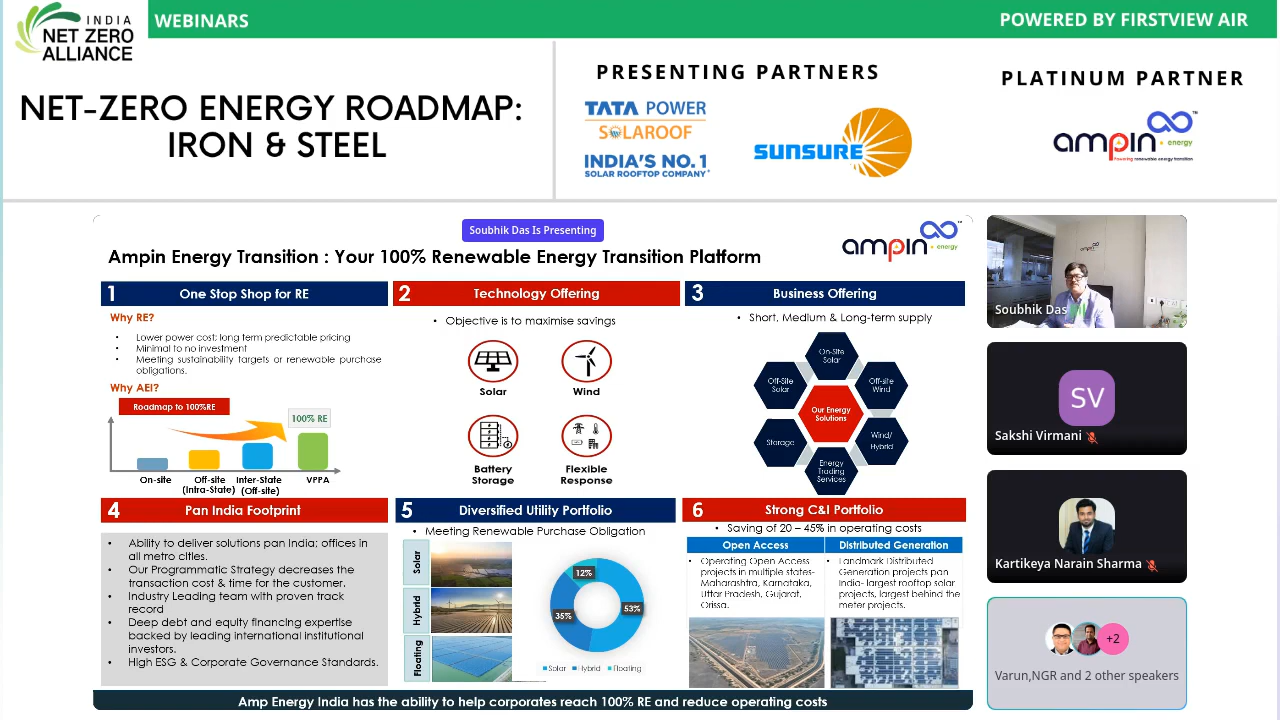 INDIA
NET ZERO
ALLIANCE
WEBINARS
POWERED BY FIRSTVIEW AIR
NET-ZERO ENERGY ROADMAP:
IRON & STEEL
PRESENTING PARTNERS
TATA POWER
SOLAROOF
INDIA'S NO. 1
SOLAR ROOFTOP COMPANY*
SUNSURE
PLATINUM PARTNER
ampin
energy
Powering renewable energy transition
TM
Soubhik Das Is Presenting
Ampin Energy Transition : Your 100% Renewable Energy Transition Platform
ampin
energy
TM
1 One Stop Shop for RE
Why RE?
• Lower power cost; long term predictable pricing
• Minimal to no investment
• Meeting sustainability targets or renewable purchase
obligations.
Why AEI?
Roadmap to 100%RE
100% RE
On-site
Off-site
(Intra-State)
Inter-State
(Off-site)
VPPA
2 Technology Offering
• Objective is to maximise savings
Solar
Wind
Battery
Storage
Flexible
Response
3 Business Offering
• Short, Medium & Long-term supply
On-Site
Solar
Off-Site
Solar
Off-site
Wind
Our Energy
Solutions
Storage
Wind/
Hybrid
Energy
Trading
Services
4 Pan India Footprint
• Ability to deliver solutions pan India; offices in
all metro cities.
• Our Programmatic Strategy decreases the
transaction cost & time for the customer.
• Industry Leading team with proven track
record
• Deep debt and equity financing expertise
backed by leading international institutional
investors.
• High ESG & Corporate Governance Standards.
5 Diversified Utility Portfolio
• Meeting Renewable Purchase Obligation
Solar
Hybrid
Floating
12%
35%
53%
Solar Hybrid Floating
6 Strong C&I Portfolio
• Saving of 20 – 45% in operating costs
Open Access
• Operating Open Access
projects in multiple states-
Maharashtra, Karnataka,
Uttar Pradesh, Gujarat,
Orissa.
Distributed Generation
• Landmark Distributed
Generation projects pan
India- largest rooftop solar
projects, largest behind the
meter projects.
Amp Energy India has the ability to help corporates reach 100% RE and reduce operating costs
ampin
Soubhik Das
SV
Sakshi Virmani
Kartikeya Narain Sharma
+2
Varun,NGR and 2 other speakers